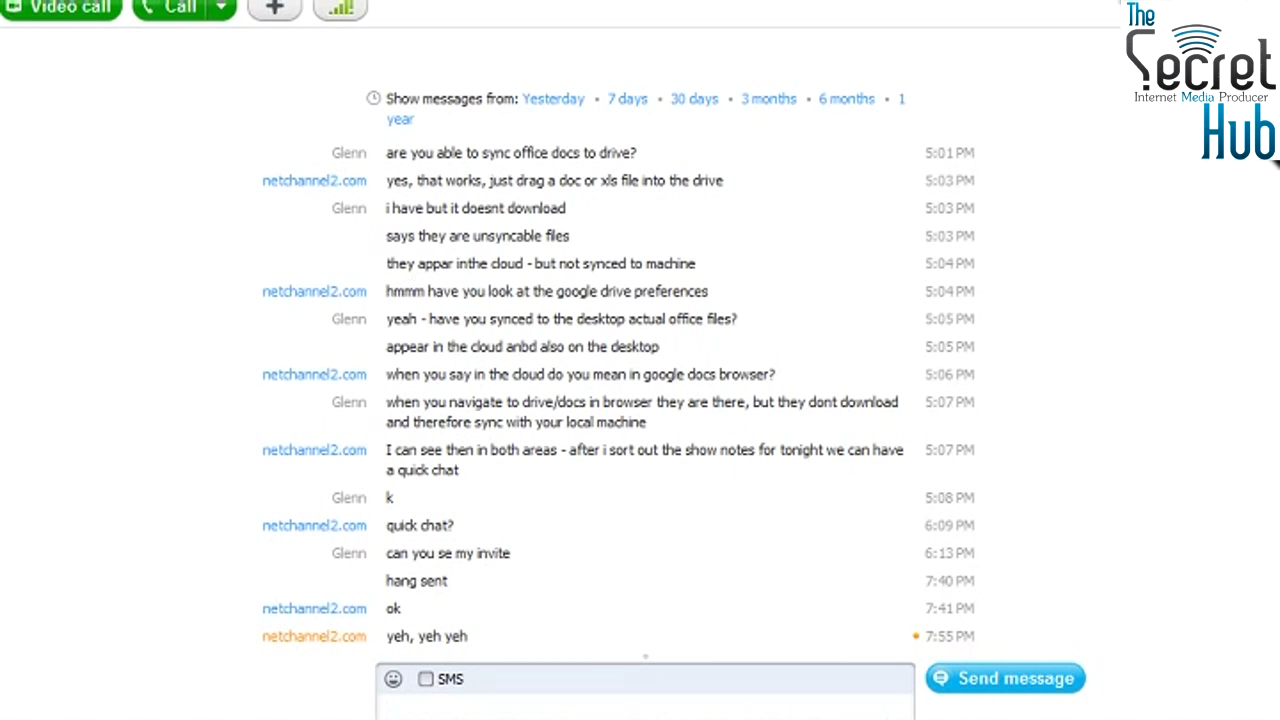 Video call Call
The
Secret
Internet Media Producer
Hub
Show messages from: Yesterday • 7 days • 30 days • 3 months • 6 months • 1
year
Glenn are you able to sync office docs to drive? 5:01 PM
netchannel2.com yes, that works, just drag a doc or xls file into the drive 5:03 PM
Glenn i have but it doesnt download 5:03 PM
says they are unsyncable files 5:03 PM
they appar inthe cloud - but not synced to machine 5:04 PM
netchannel2.com hmmm have you look at the google drive preferences 5:04 PM
Glenn yeah - have you synced to the desktop actual office files? 5:05 PM
appear in the cloud anbd also on the desktop 5:05 PM
netchannel2.com when you say in the cloud do you mean in google docs browser? 5:06 PM
Glenn when you navigate to drive/docs in browser they are there, but they dont download 5:07 PM
and therefore sync with your local machine
netchannel2.com I can see then in both areas - after i sort out the show notes for tonight we can have 5:07 PM
a quick chat
Glenn k 5:08 PM
netchannel2.com quick chat? 6:09 PM
Glenn can you se my invite 6:13 PM
hang sent 7:40 PM
netchannel2.com ok 7:41 PM
netchannel2.com yeh, yeh yeh 7:55 PM
SMS Send message